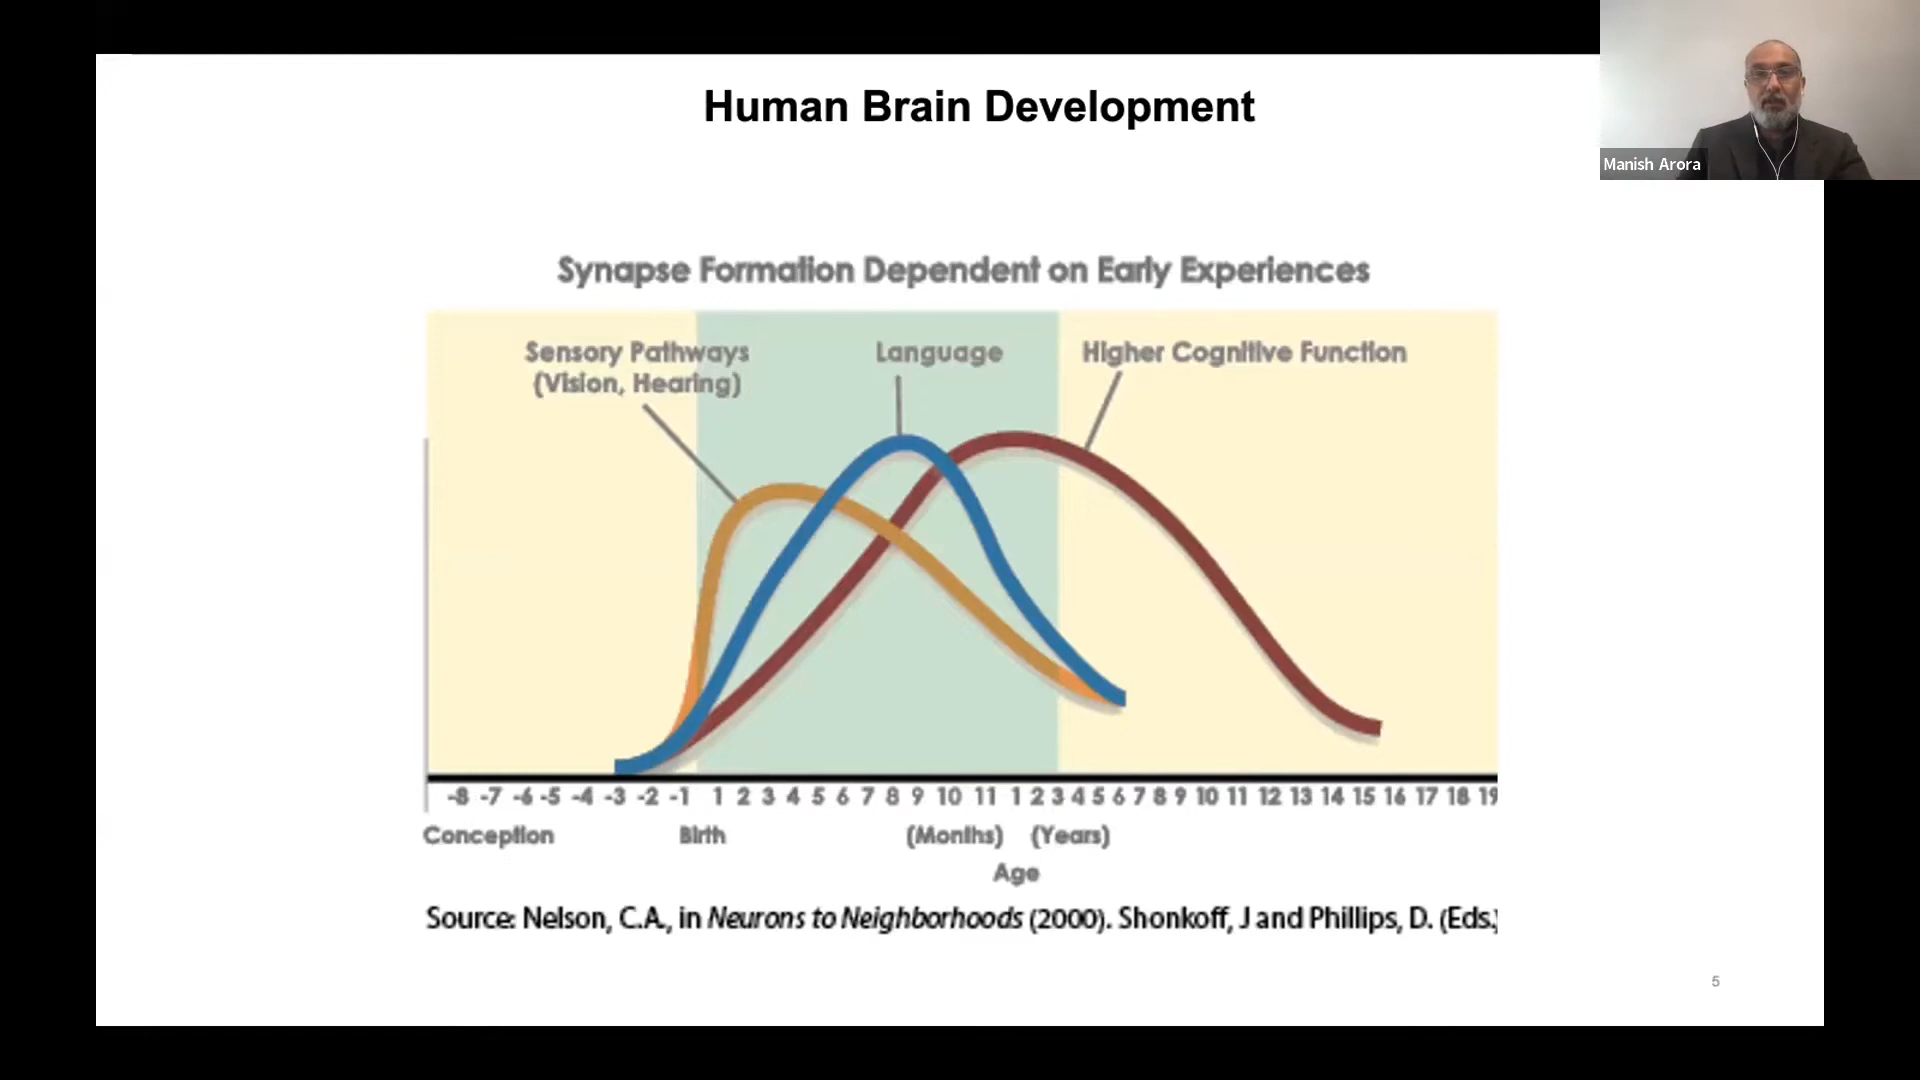 Human Brain Development
Manish Arora
Synapse Formation Dependent on Early Experiences
Sensory Pathways
(Vision, Hearing)
Language
Higher Cognitive Function
-8 -7 -6 -5 -4 -3 -2 -1 1 2 3 4 5 6 7 8 9 10 11 1 2 3 4 5 6 7 8 9 10 11 12 13 14 15 16 17 18 19
Conception Birth (Months) (Years)
Age
Source: Nelson, C.A., in Neurons to Neighborhoods (2000). Shonkoff, J and Phillips, D. (Eds.)
5